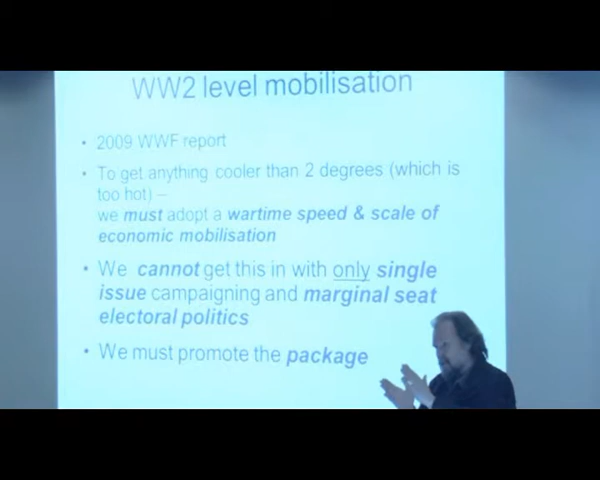 WW2 level mobilisation
• 2009 WWF report
• To get anything cooler than 2 degrees (which is
too hot) –
we must adopt a wartime speed & scale of
economic mobilisation
• We cannot get this in with only single
issue campaigning and marginal seat
electoral politics
• We must promote the package